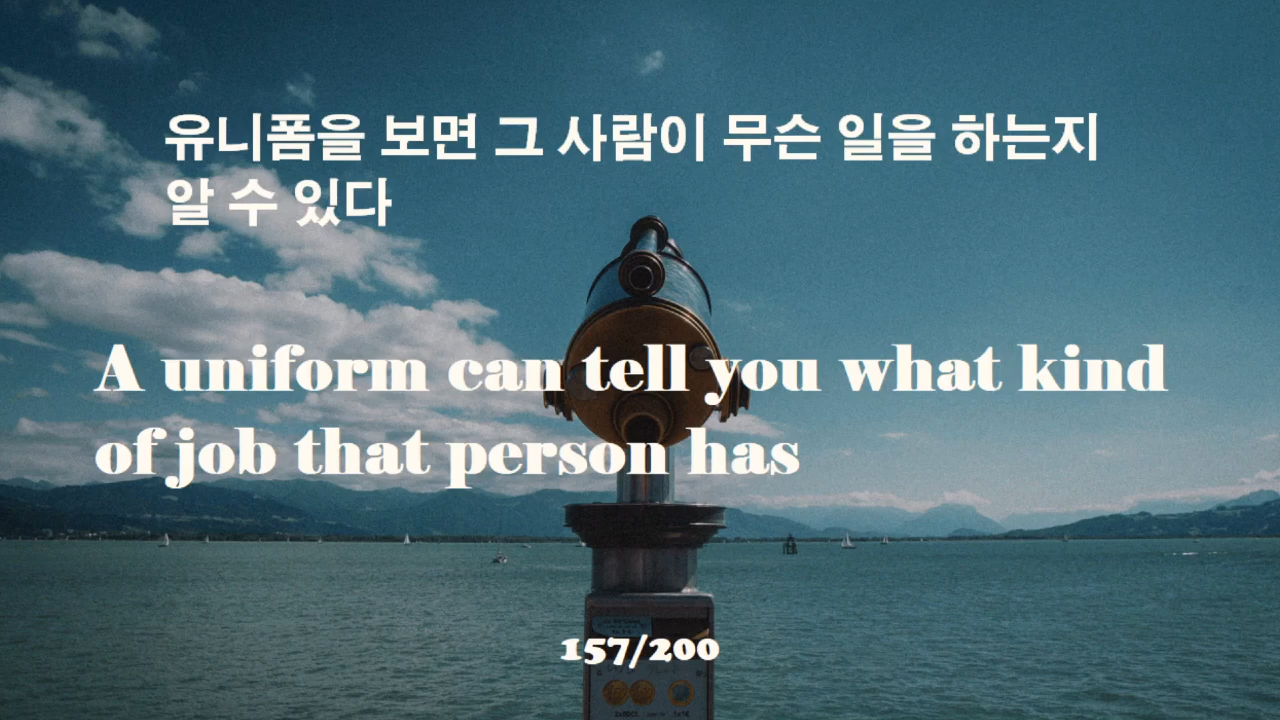 유니폼을 보면 그 사람이 무슨 일을 하는지
알 수 있다
A uniform can tell you what kind
of job that person has
157/200